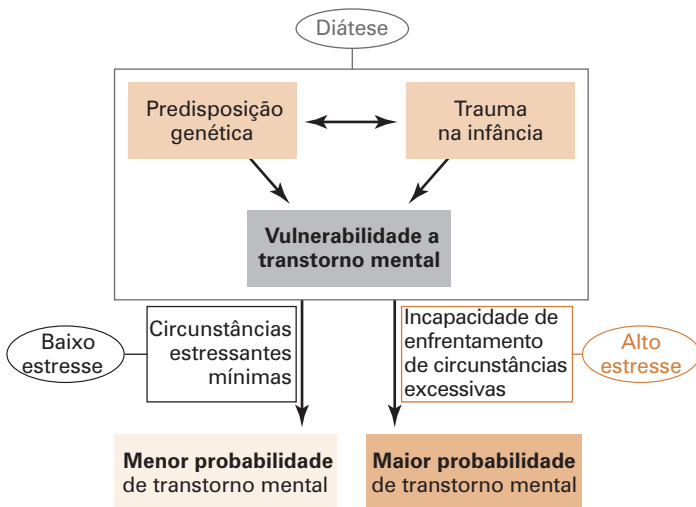 Diátese
Predisposição
genética
Trauma
na infância
Vulnerabilidade a
transtorno mental
Baixo
estresse
Circunstâncias
estressantes
mínimas
Incapacidade de
enfrentamento
de circunstâncias
excessivas
Alto
estresse
Menor probabilidade
de transtorno mental
Maior probabilidade
de transtorno mental